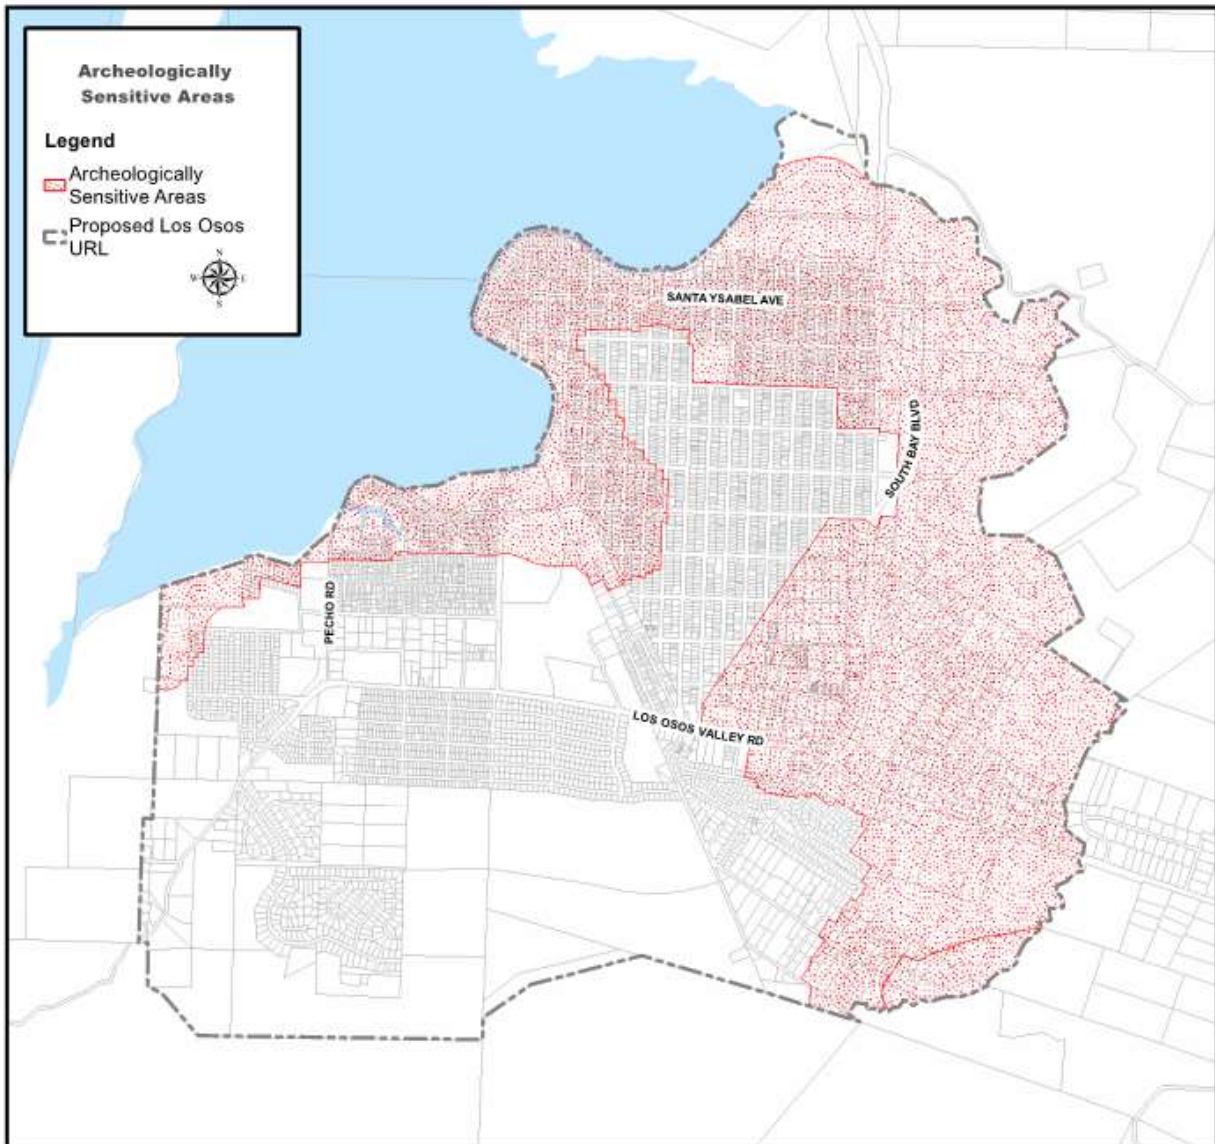 Archeologically
Sensitive Areas
Legend
Archeologically
Sensitive Areas
Proposed Los Osos
URL
N
W
E
S
SANTA YSABEL AVE
SOUTH BAY BLVD
PECHO RD
LOS OSOS VALLEY RD